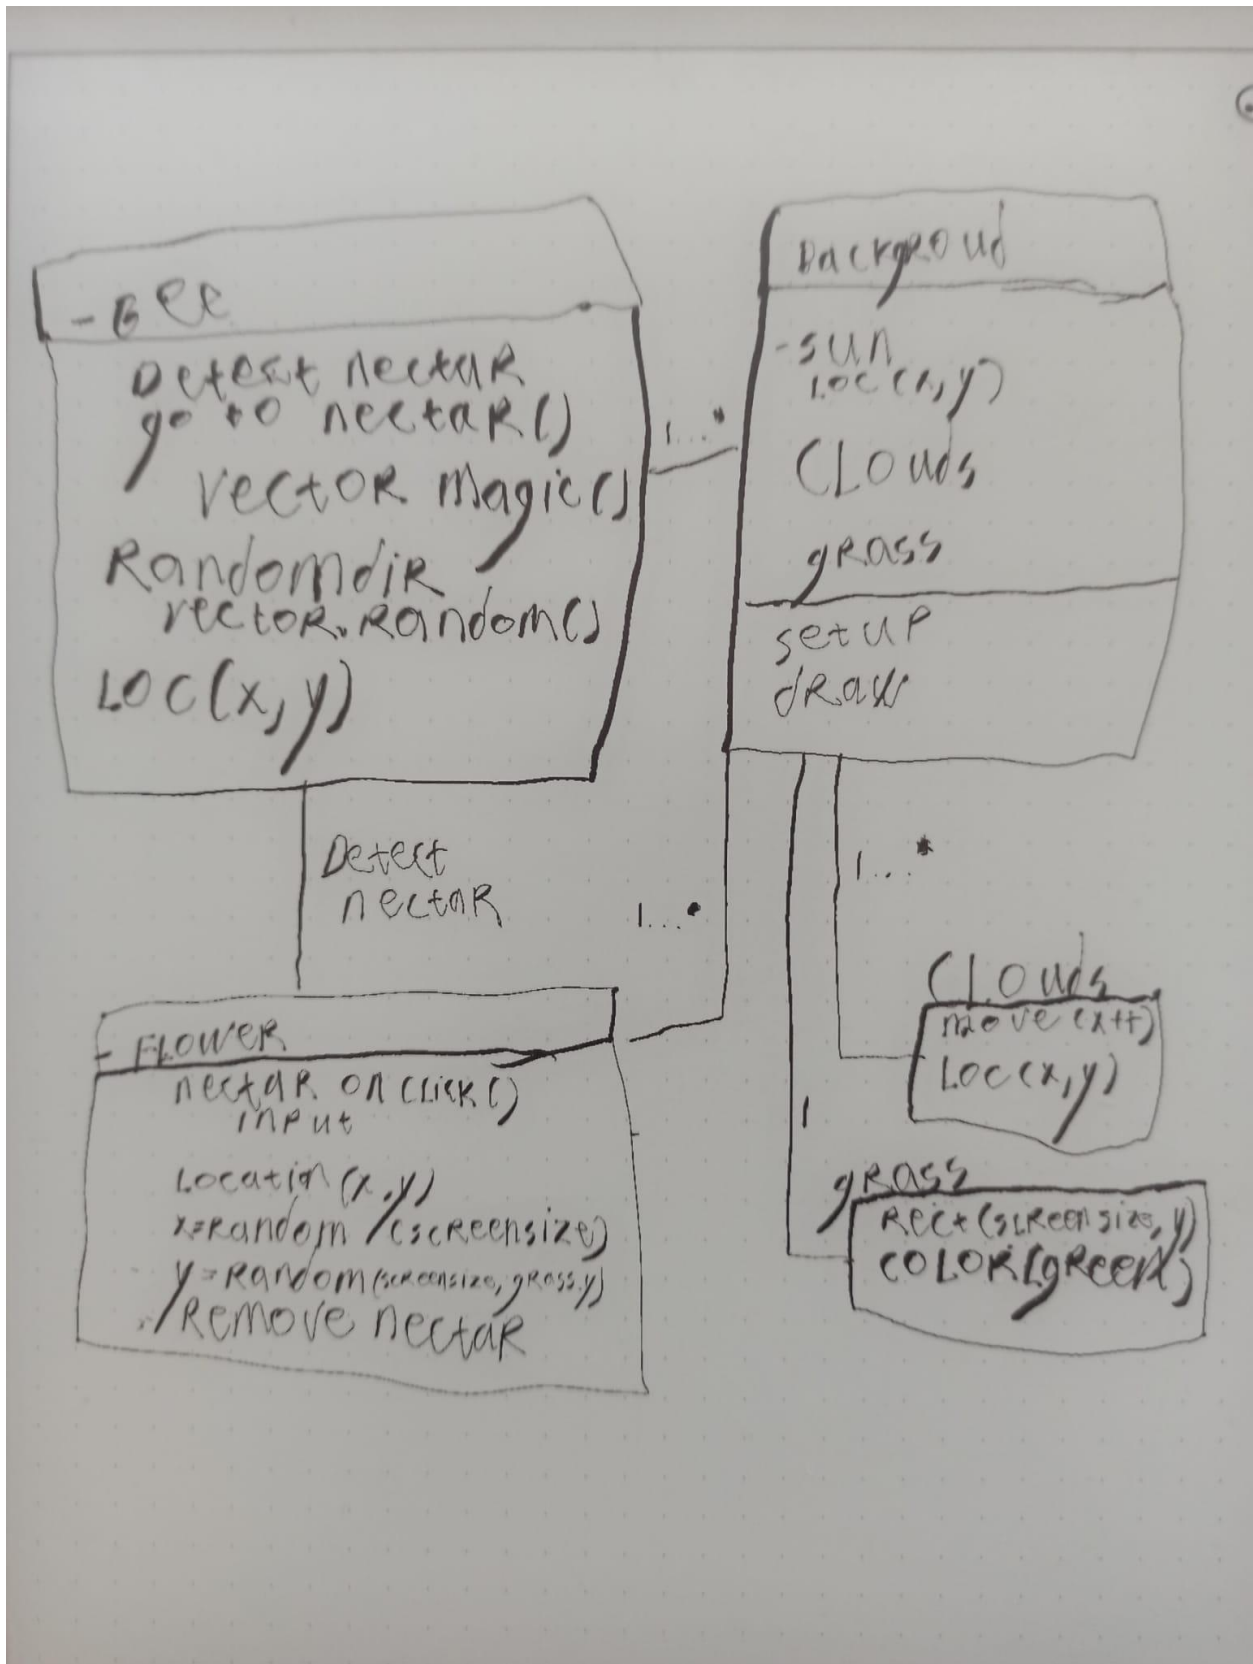 - Bee
Detect nectar
go to nectar()
vector magic()
Randomdir
vector.Random()
LOC(x,y)
1...*
Backgroud
-sun
LOC(x,y)
CLOuds
gRass
setup
draw
Detect
nectar
1...*
1...*
1
- FLOWER
nectar on CLick()
input
Location(x,y)
x=Random (screensize)
y=Random(screensize, grass.y)
Remove nectar
CLOuds
move (x++)
LOC(x,y)
gRass
Rect(screensize, y)
COLOR(green)